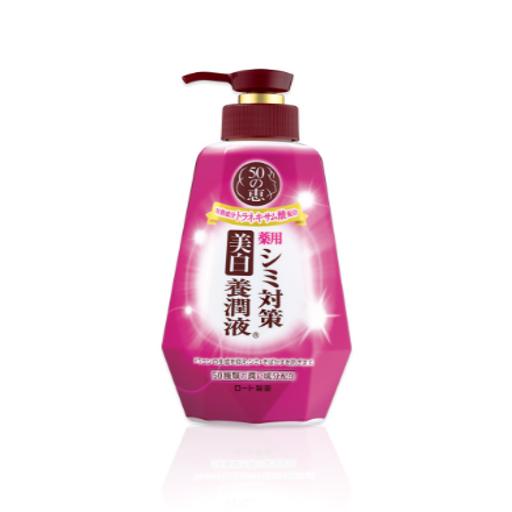 50の恵
有効成分トラネキサム酸配合
薬用
シミ対策
美白養潤液®
50種類の潤い成分配合
ロート製薬